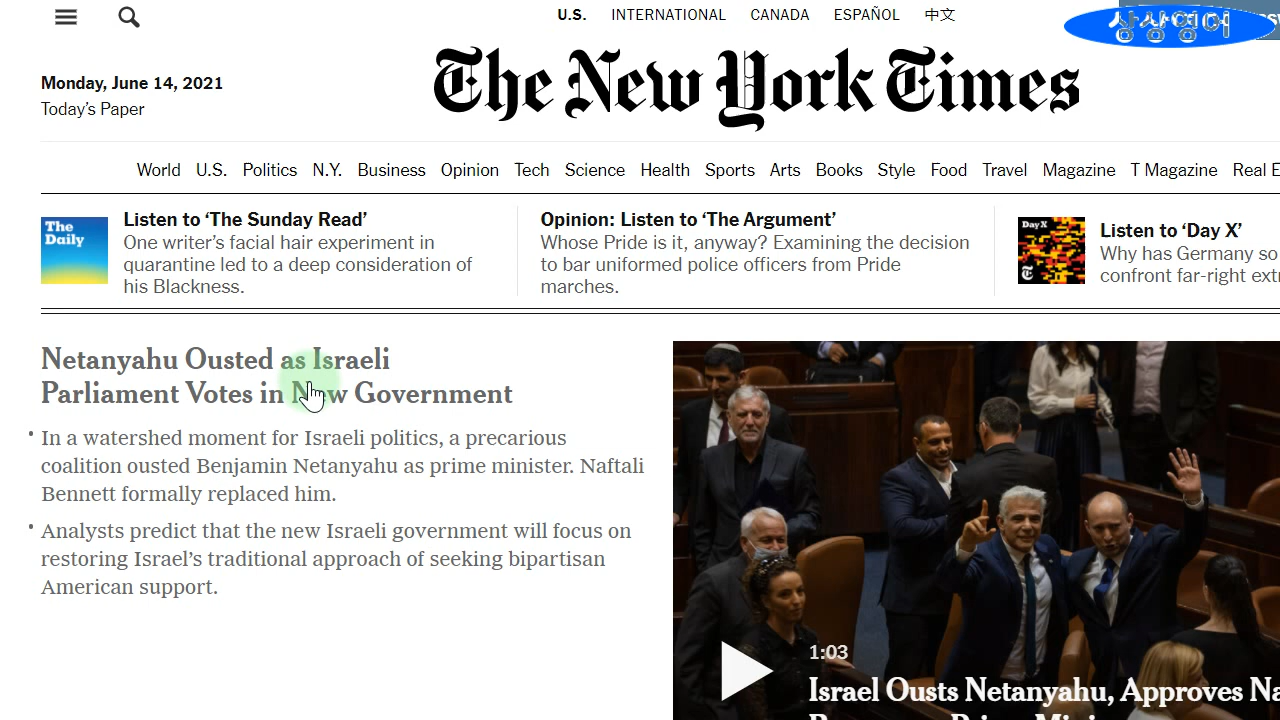 U.S. INTERNATIONAL CANADA ESPAÑOL 中文
상상영어
The New York Times
Monday, June 14, 2021
Today's Paper
World U.S. Politics N.Y. Business Opinion Tech Science Health Sports Arts Books Style Food Travel Magazine T Magazine Real E
The
Daily
Listen to ‘The Sunday Read’
One writer’s facial hair experiment in
quarantine led to a deep consideration of
his Blackness.
Opinion: Listen to ‘The Argument’
Whose Pride is it, anyway? Examining the decision
to bar uniformed police officers from Pride
marches.
Day X
Listen to ‘Day X’
Why has Germany so
confront far-right ext
Netanyahu Ousted as Israeli
Parliament Votes in New Government
In a watershed moment for Israeli politics, a precarious
coalition ousted Benjamin Netanyahu as prime minister. Naftali
Bennett formally replaced him.
Analysts predict that the new Israeli government will focus on
restoring Israel’s traditional approach of seeking bipartisan
American support.
1:03
Israel Ousts Netanyahu, Approves Na